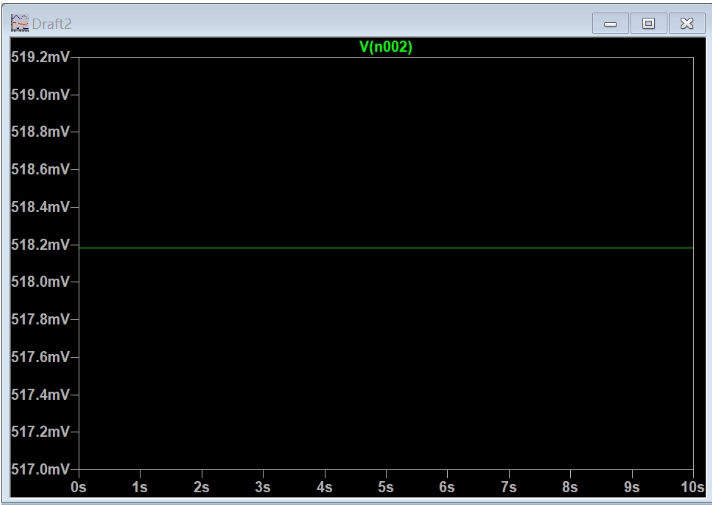 Draft2
V(n002)
519.2mV
519.0mV
518.8mV
518.6mV
518.4mV
518.2mV
518.0mV
517.8mV
517.6mV
517.4mV
517.2mV
517.0mV
0s 1s 2s 3s 4s 5s 6s 7s 8s 9s 10s